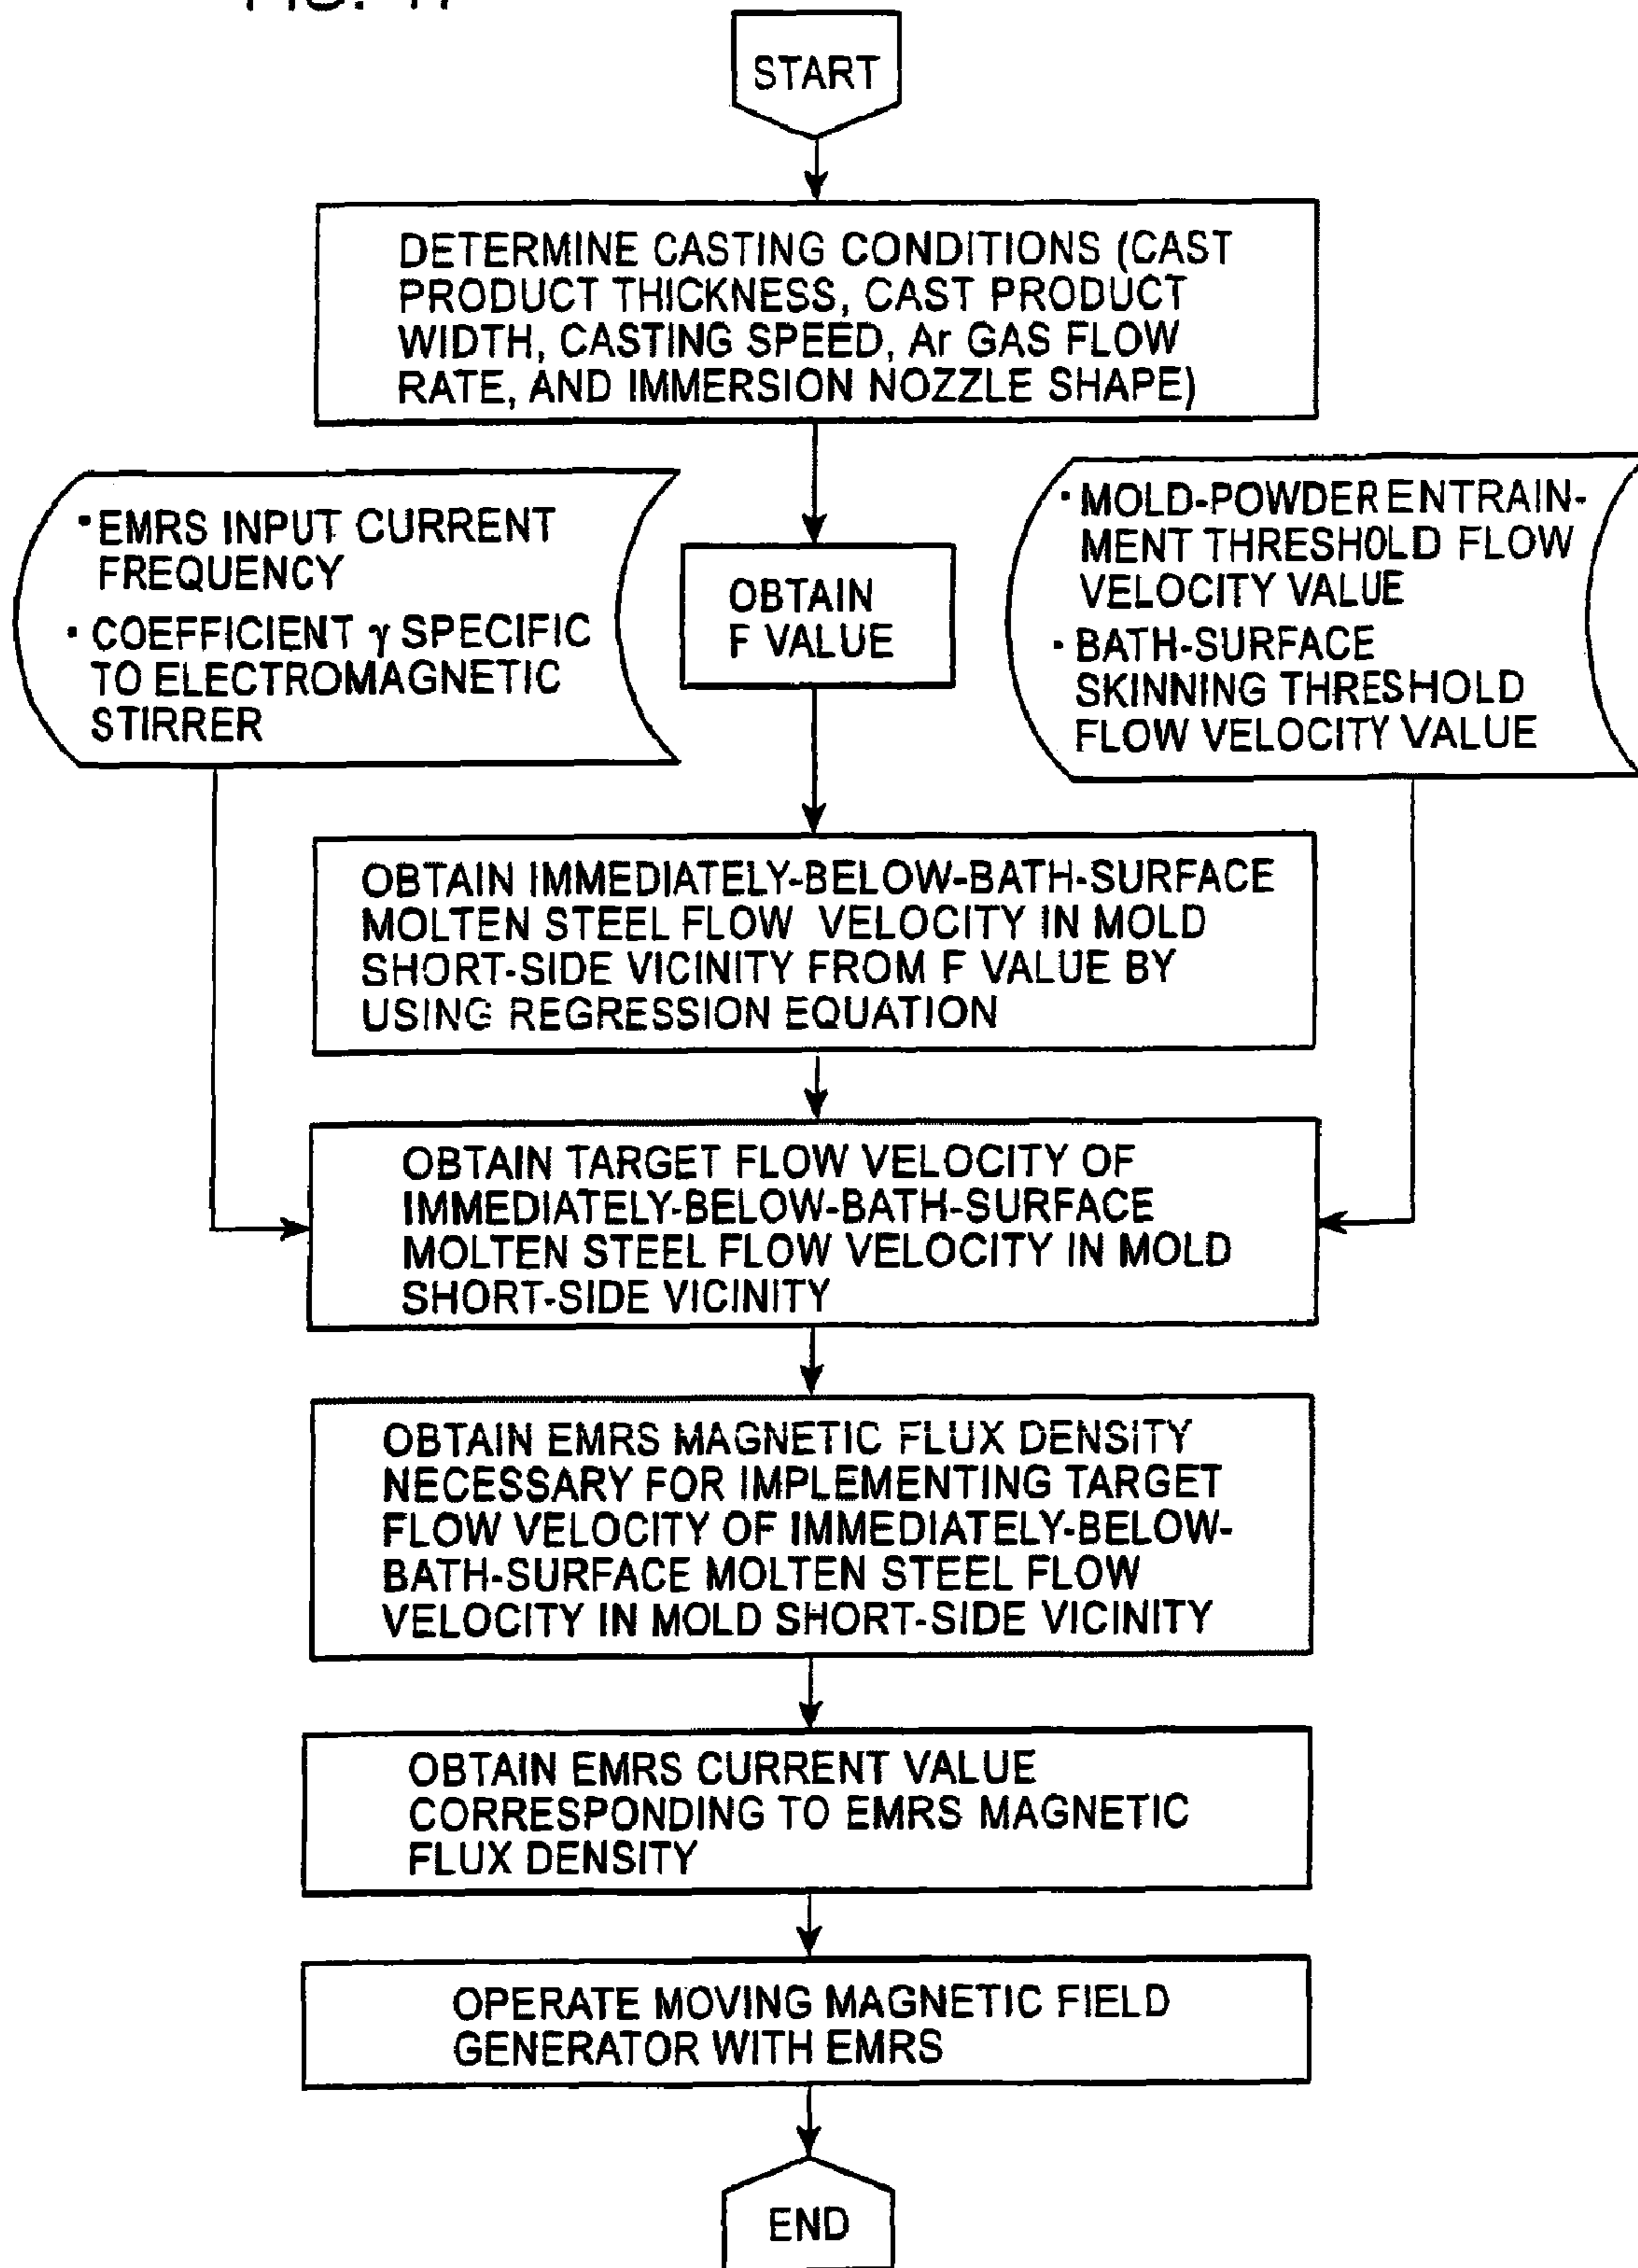 START
DETERMINE CASTING CONDITIONS (CAST
PRODUCT THICKNESS, CAST PRODUCT
WIDTH, CASTING SPEED, Ar GAS FLOW
RATE, AND IMMERSION NOZZLE SHAPE)
· EMRS INPUT CURRENT
FREQUENCY
· COEFFICIENT γ SPECIFIC
TO ELECTROMAGNETIC
STIRRER
OBTAIN
F VALUE
· MOLD-POWDER ENTRAIN-
MENT THRESHOLD FLOW
VELOCITY VALUE
· BATH-SURFACE
SKINNING THRESHOLD
FLOW VELOCITY VALUE
OBTAIN IMMEDIATELY-BELOW-BATH-SURFACE
MOLTEN STEEL FLOW VELOCITY IN MOLD
SHORT-SIDE VICINITY FROM F VALUE BY
USING REGRESSION EQUATION
OBTAIN TARGET FLOW VELOCITY OF
IMMEDIATELY-BELOW-BATH-SURFACE
MOLTEN STEEL FLOW VELOCITY IN MOLD
SHORT-SIDE VICINITY
OBTAIN EMRS MAGNETIC FLUX DENSITY
NECESSARY FOR IMPLEMENTING TARGET
FLOW VELOCITY OF IMMEDIATELY-BELOW-
BATH-SURFACE MOLTEN STEEL FLOW
VELOCITY IN MOLD SHORT-SIDE VICINITY
OBTAIN EMRS CURRENT VALUE
CORRESPONDING TO EMRS MAGNETIC
FLUX DENSITY
OPERATE MOVING MAGNETIC FIELD
GENERATOR WITH EMRS
END